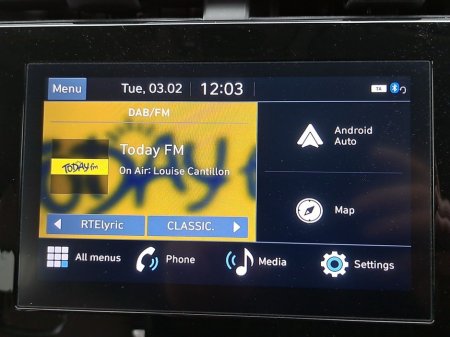 Menu Tue, 03.02 12:03 TA
DAB/FM
Today FM
TODAY fm On Air: Louise Cantillon
RTElyric CLASSIC.
Android
Auto
Map
All menus Phone Media Settings